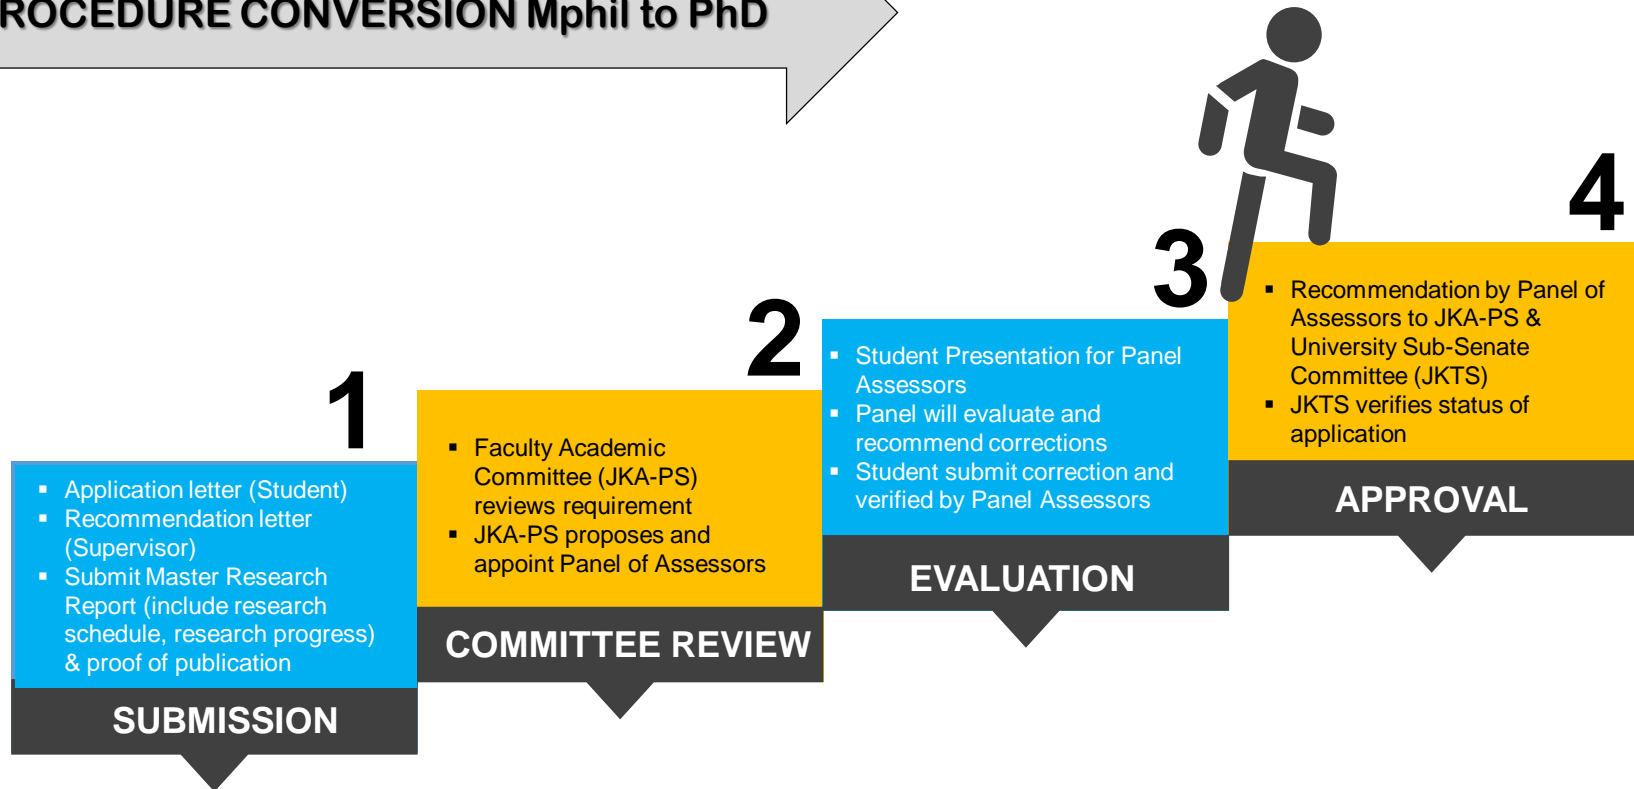 ROCEDURE CONVERSION Mphil to PhD
1
▪ Application letter (Student)
▪ Recommendation letter
(Supervisor)
▪ Submit Master Research
Report (include research
schedule, research progress)
& proof of publication
SUBMISSION
2
▪ Faculty Academic
Committee (JKA-PS)
reviews requirement
▪ JKA-PS proposes and
appoint Panel of Assessors
COMMITTEE REVIEW
3
▪ Student Presentation for Panel
Assessors
▪ Panel will evaluate and
recommend corrections
▪ Student submit correction and
verified by Panel Assessors
EVALUATION
4
▪ Recommendation by Panel of
Assessors to JKA-PS &
University Sub-Senate
Committee (JKTS)
▪ JKTS verifies status of
application
APPROVAL